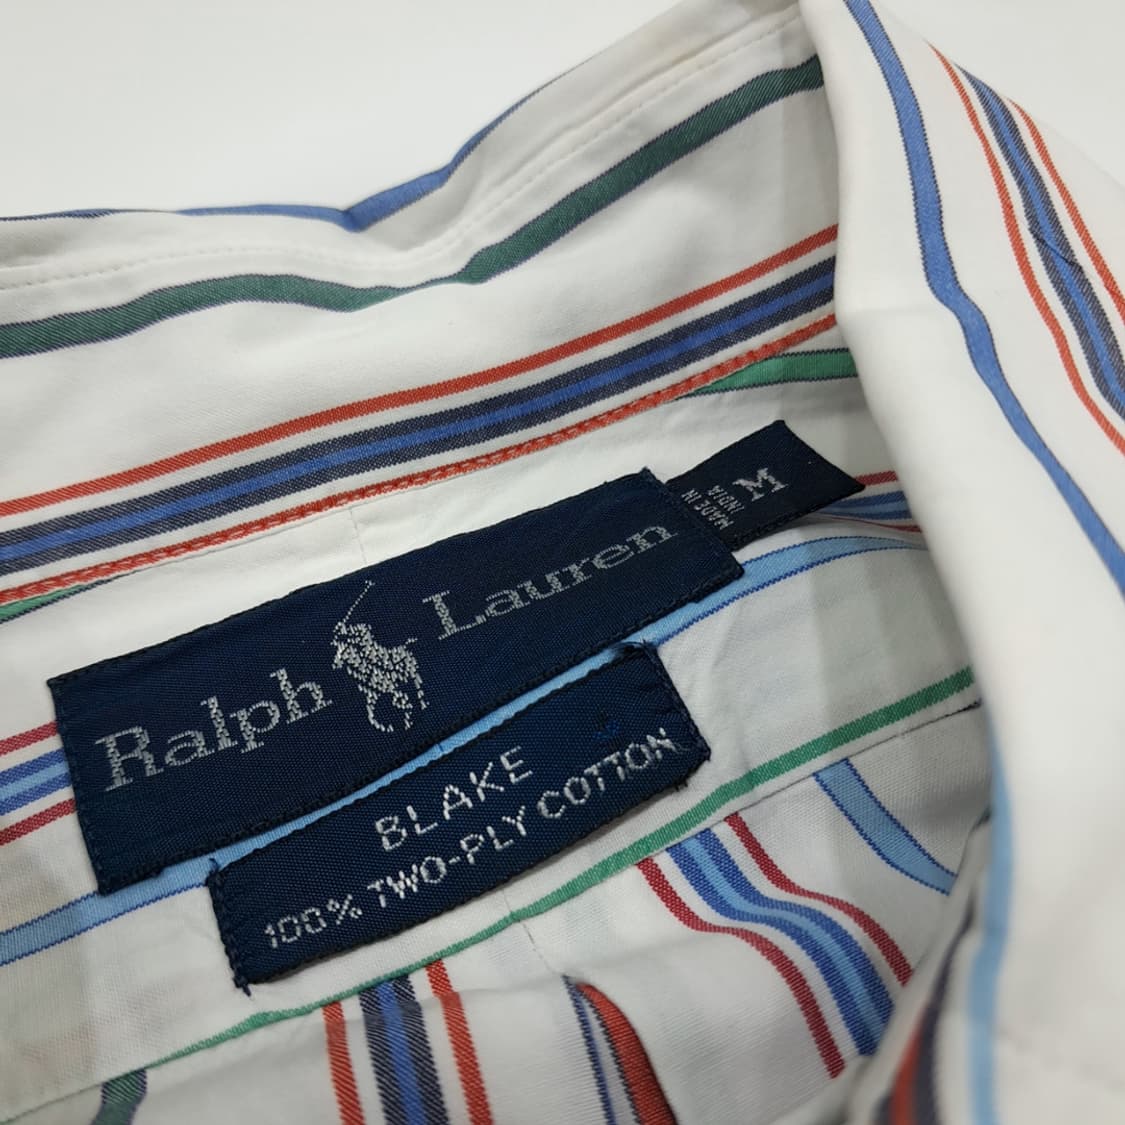 Ralph Lauren
M
MADE IN
INDIA
BLAKE
100% TWO-PLY COTTON